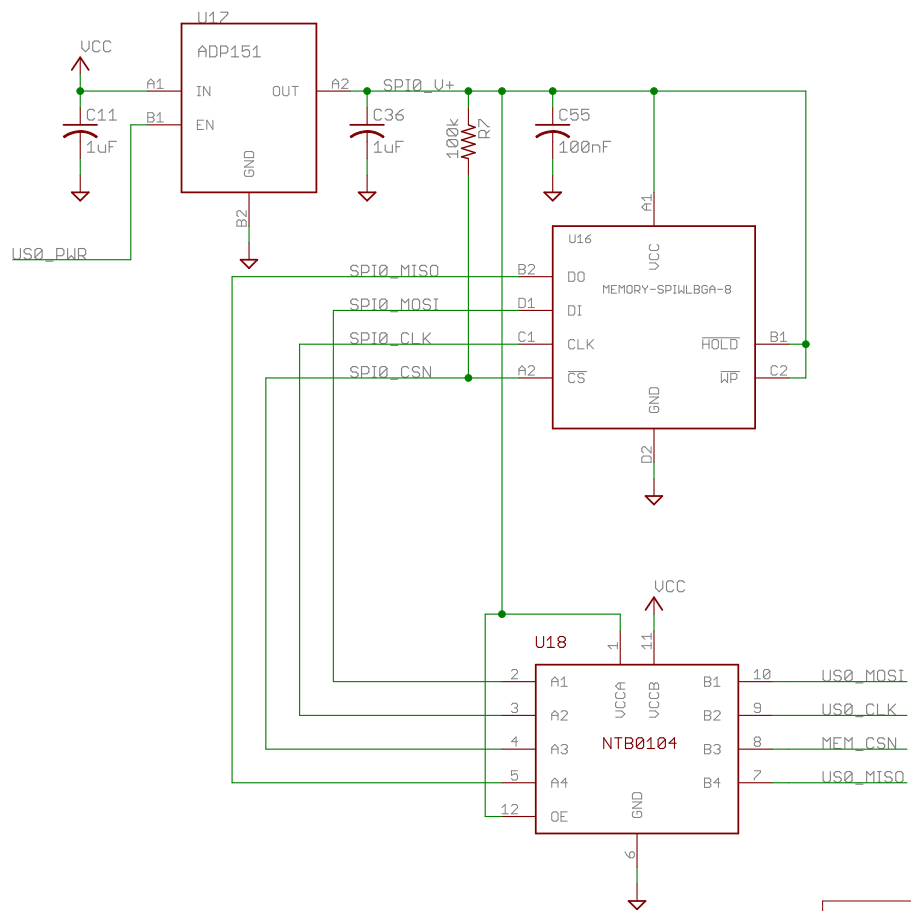 U17
VCC
ADP151
A1
IN
OUT
A2
SPI0_V+
C11
1uF
B1
EN
GND
B2
C36
1uF
100k
R7
C55
100nF
US0_PWR
A1
U16
VCC
MEMORY-SPIWLBGA-8
SPI0_MISO
B2
DO
SPI0_MOSI
D1
DI
SPI0_CLK
C1
CLK
HOLD
B1
SPI0_CSN
A2
CS
WP
C2
GND
D2
VCC
U18
1
11
2
A1
VCCA
VCCB
B1
10
US0_MOSI
3
A2
B2
9
US0_CLK
4
A3
NTB0104
B3
8
MEM_CSN
5
A4
B4
7
US0_MISO
12
OE
GND
6